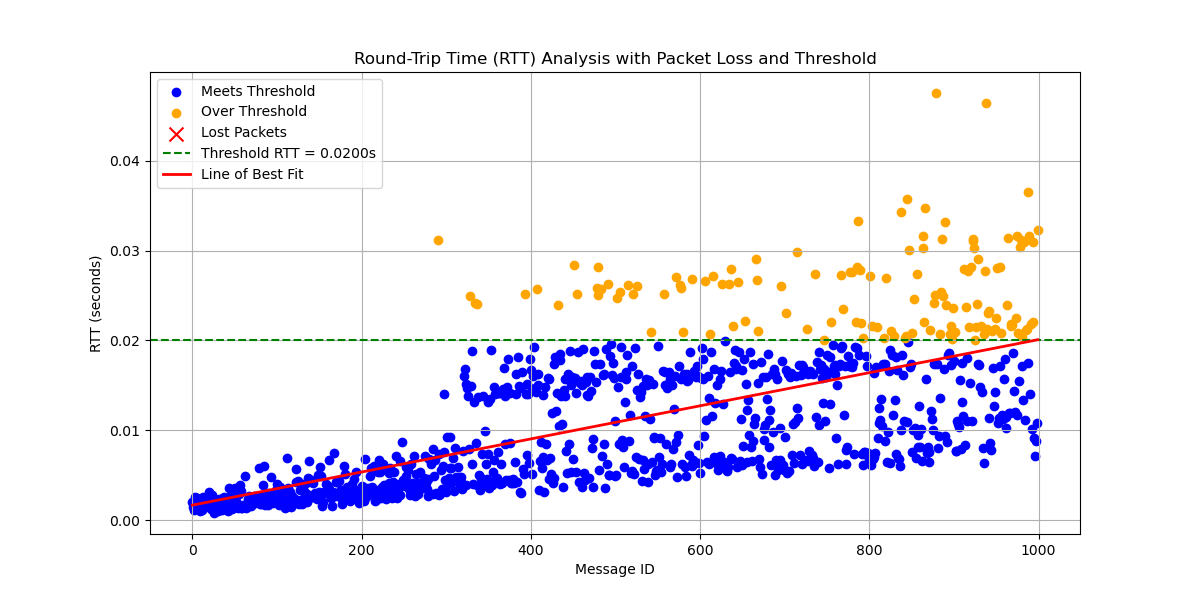 Round-Trip Time (RTT) Analysis with Packet Loss and Threshold
Meets Threshold
Over Threshold
Lost Packets
Threshold RTT = 0.0200s
Line of Best Fit
RTT (seconds)
0.04
0.03
0.02
0.01
0.00
0
200
400
600
800
1000
Message ID